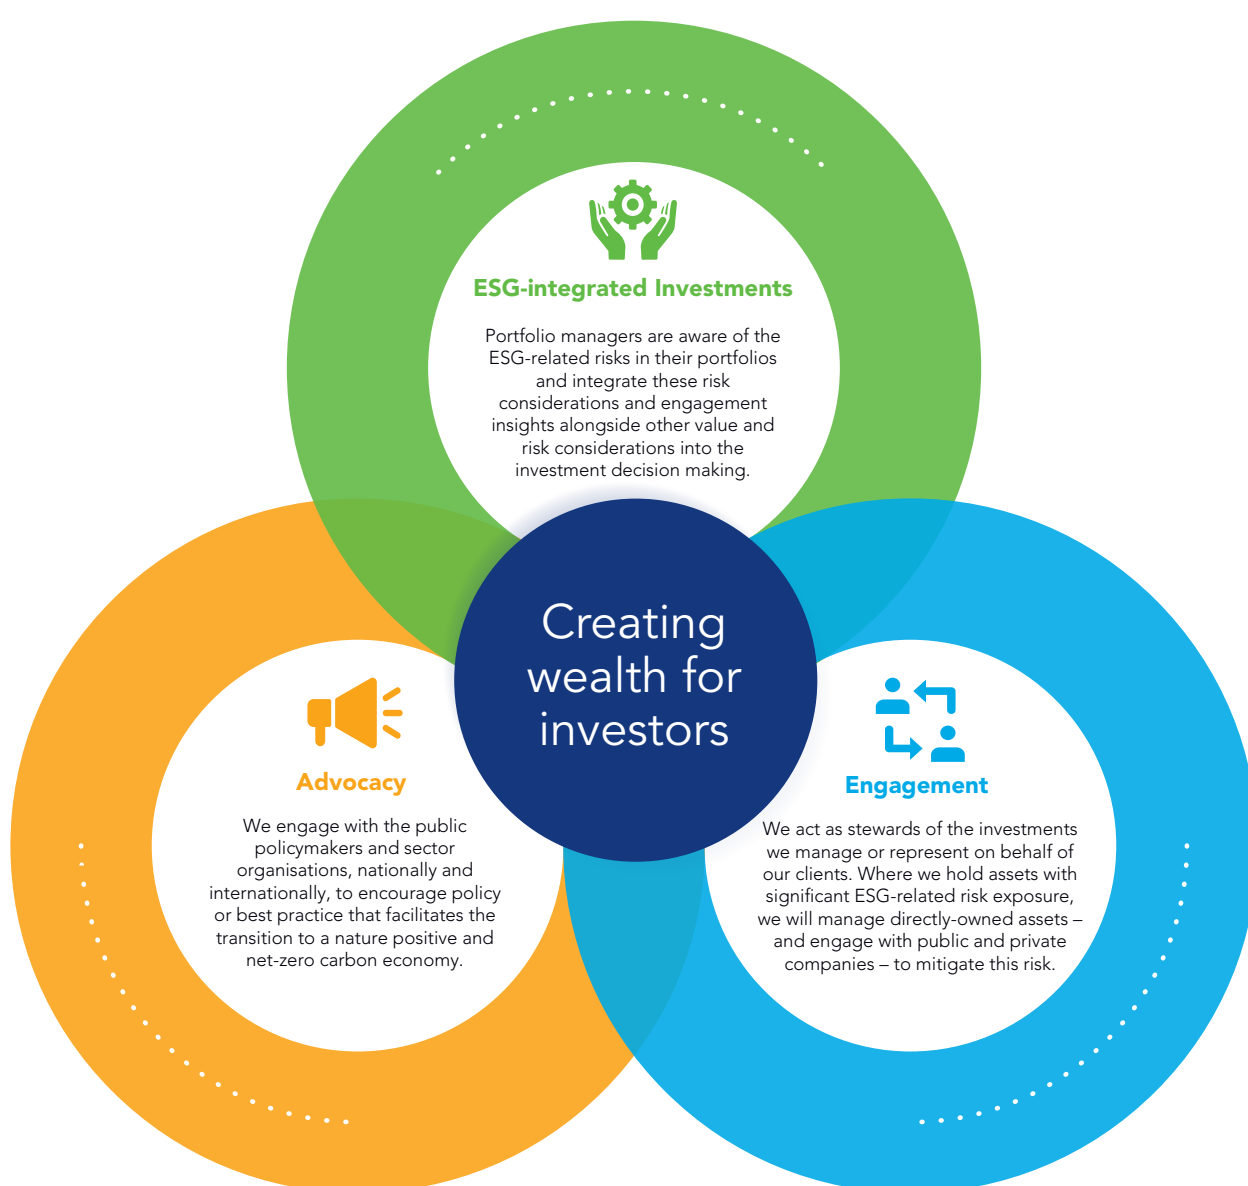 ESG-integrated Investments
Portfolio managers are aware of the
ESG-related risks in their portfolios
and integrate these risk
considerations and engagement
insights alongside other value and
risk considerations into the
investment decision making.
Creating
wealth for
investors
Advocacy
We engage with the public
policymakers and sector
organisations, nationally and
internationally, to encourage policy
or best practice that facilitates the
transition to a nature positive and
net-zero carbon economy.
Engagement
We act as stewards of the investments
we manage or represent on behalf of
our clients. Where we hold assets with
significant ESG-related risk exposure,
we will manage directly-owned assets –
and engage with public and private
companies – to mitigate this risk.